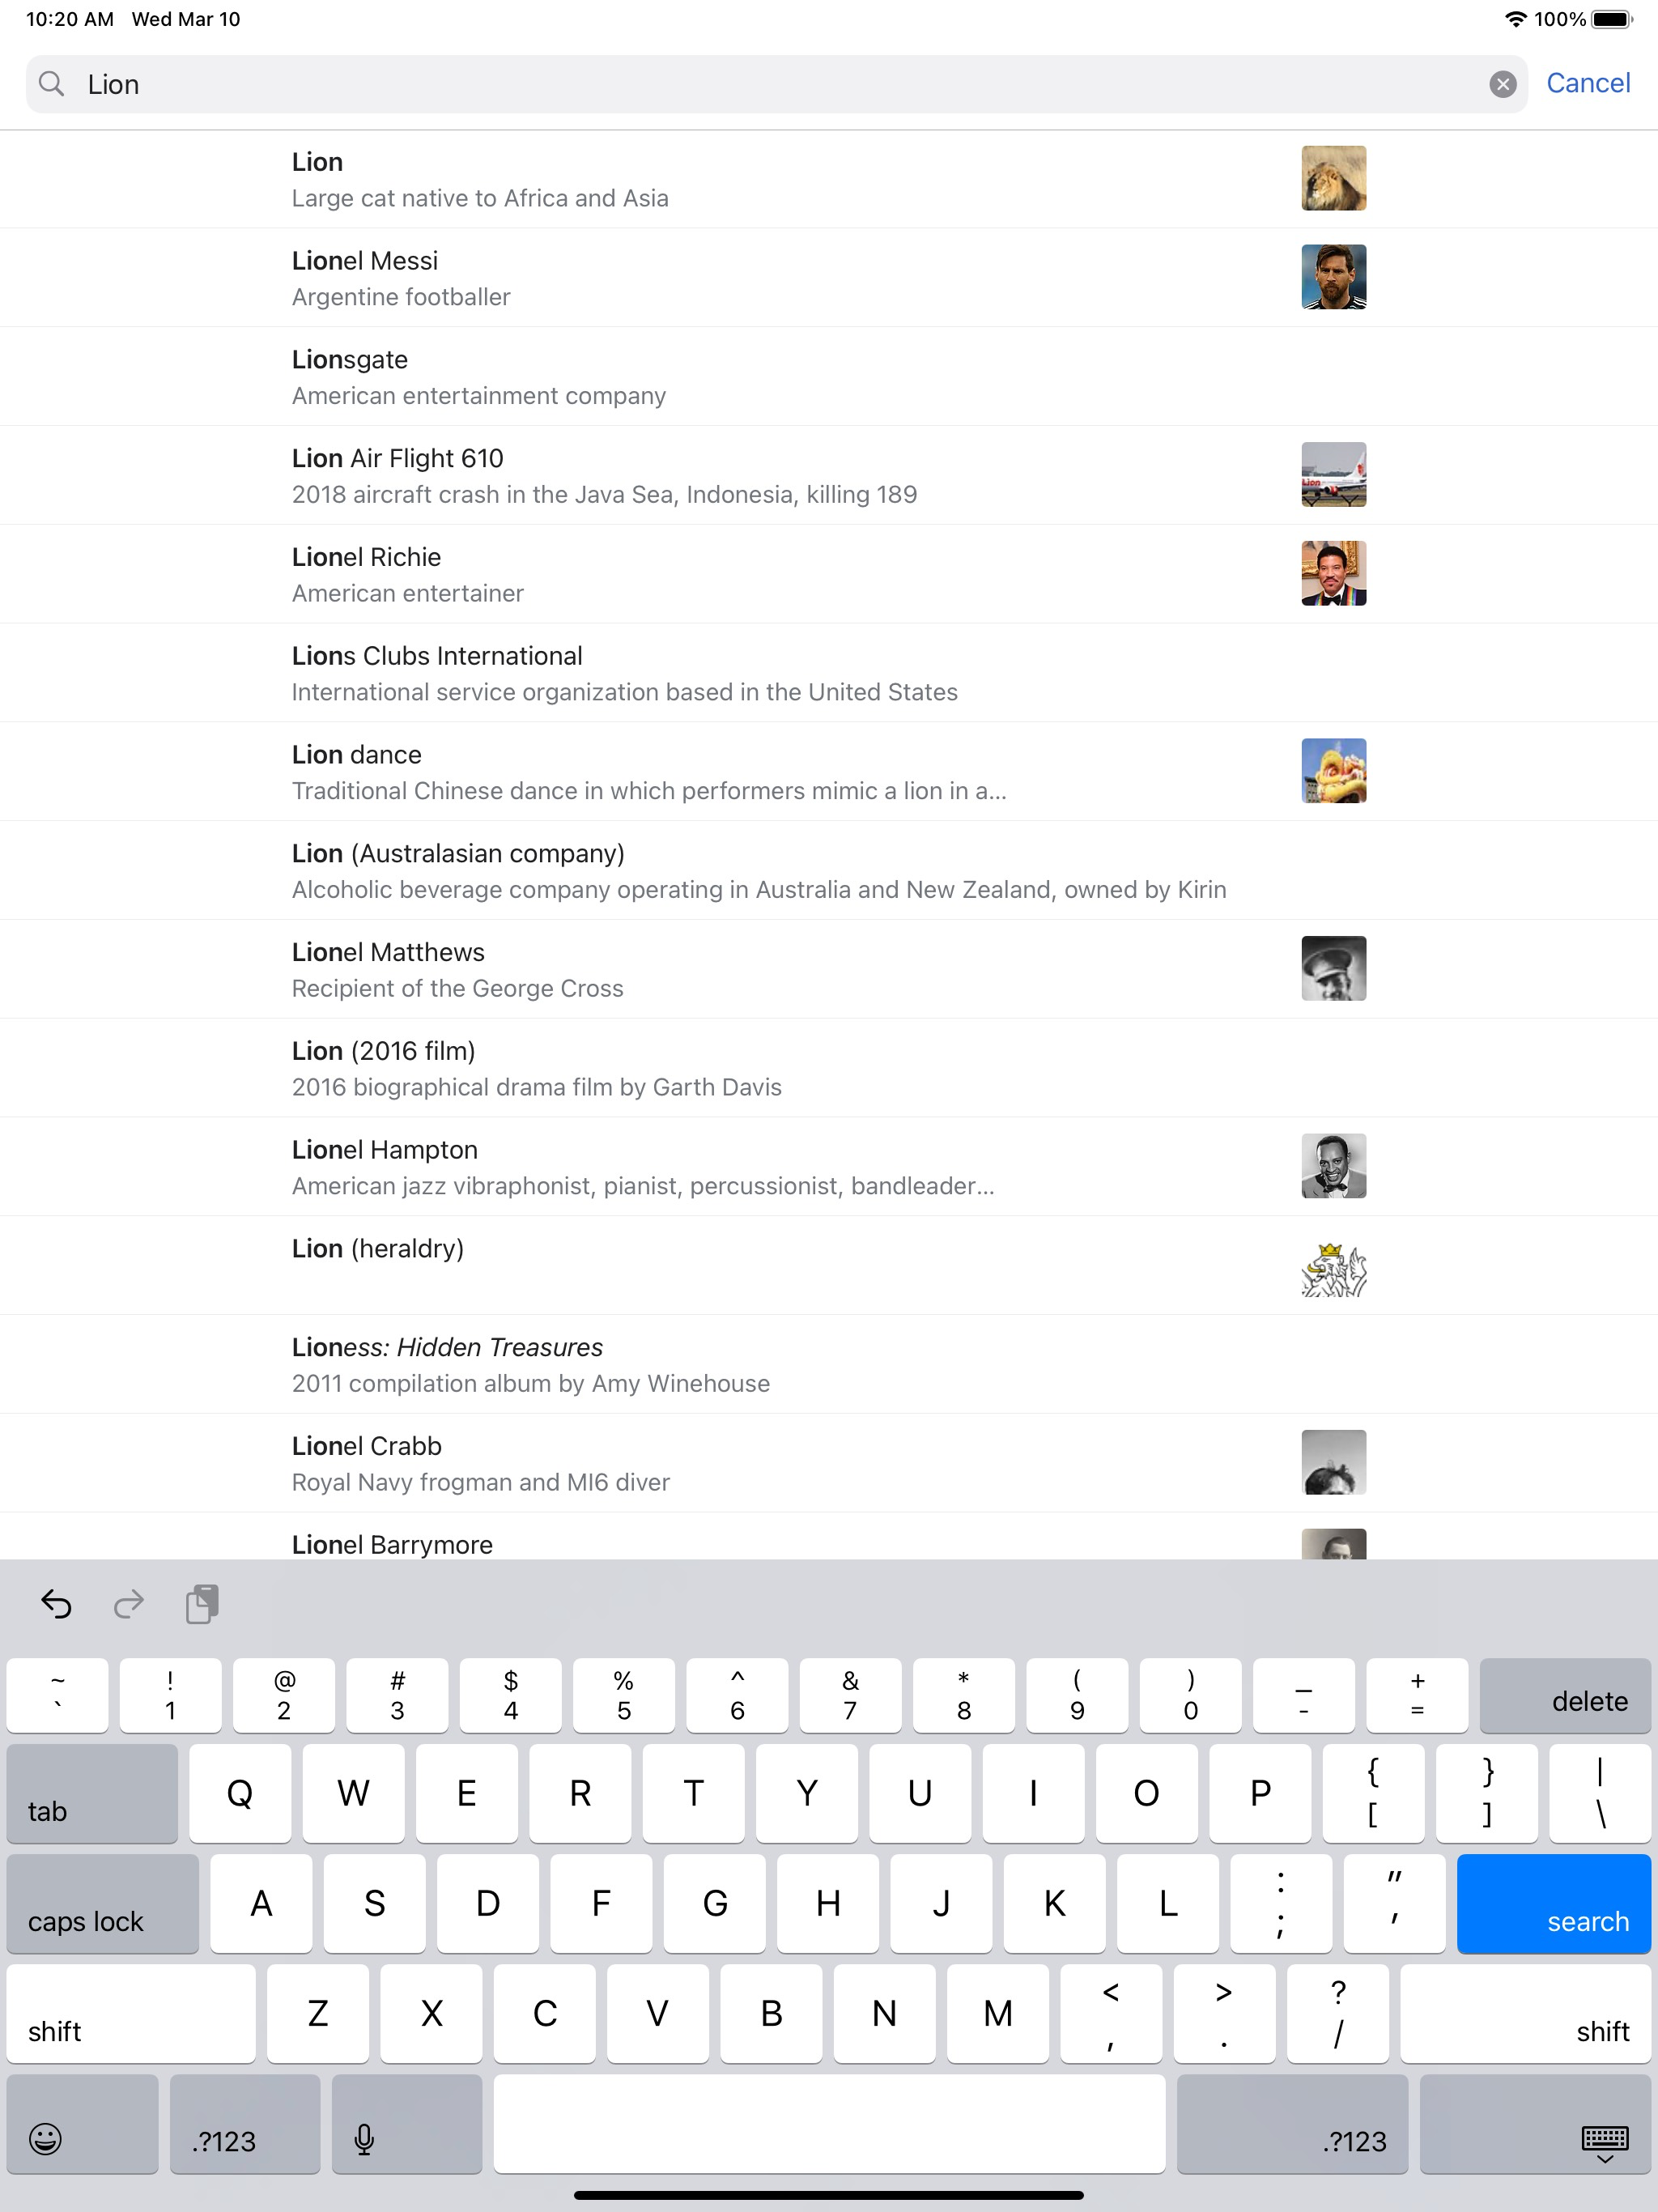 10:20 AM Wed Mar 10 100%
Lion Cancel
Lion
Large cat native to Africa and Asia
Lionel Messi
Argentine footballer
Lionsgate
American entertainment company
Lion Air Flight 610
2018 aircraft crash in the Java Sea, Indonesia, killing 189
Lion
Lionel Richie
American entertainer
Lions Clubs International
International service organization based in the United States
Lion dance
Traditional Chinese dance in which performers mimic a lion in a...
Lion (Australasian company)
Alcoholic beverage company operating in Australia and New Zealand, owned by Kirin
Lionel Matthews
Recipient of the George Cross
Lion (2016 film)
2016 biographical drama film by Garth Davis
Lionel Hampton
American jazz vibraphonist, pianist, percussionist, bandleader...
Lion (heraldry)
Lioness: Hidden Treasures
2011 compilation album by Amy Winehouse
Lionel Crabb
Royal Navy frogman and MI6 diver
Lionel Barrymore
~ ! @ # $ % ^ & * ( ) _ +
` 1 2 3 4 5 6 7 8 9 0 - = delete
tab Q W E R T Y U I O P { } |
[ ] \
caps lock A S D F G H J K L : "
; ' search
shift Z X C V B N M < > ?
, . / shift
.?123 .?123